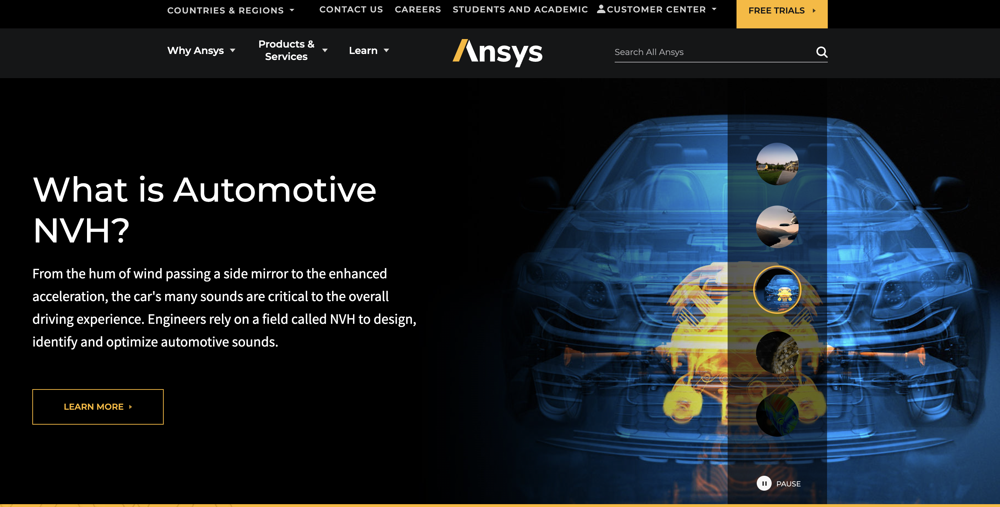 COUNTRIES & REGIONS
CONTACT US
CAREERS
STUDENTS AND ACADEMIC
CUSTOMER CENTER
FREE TRIALS
Why Ansys
Products &
Services
Learn
Ansys
Search All Ansys
What is Automotive
NVH?
From the hum of wind passing a side mirror to the enhanced
acceleration, the car's many sounds are critical to the overall
driving experience. Engineers rely on a field called NVH to design,
identify and optimize automotive sounds.
LEARN MORE
PAUSE